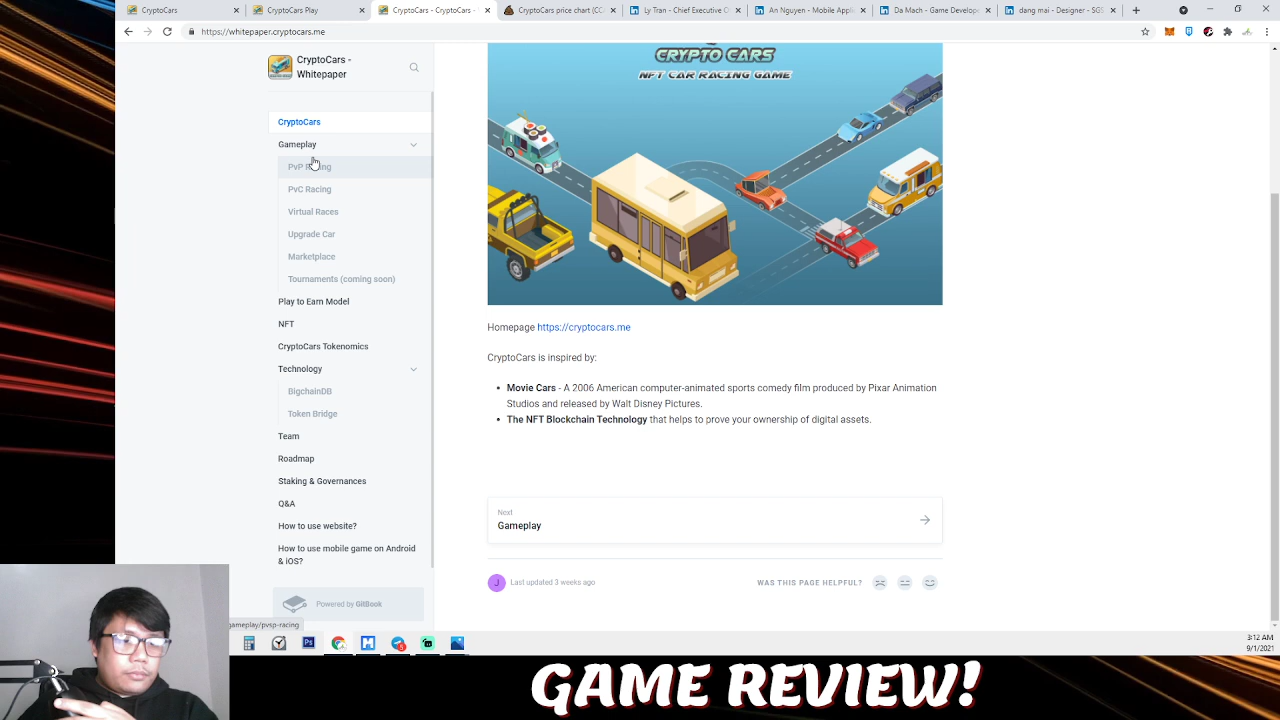 CryptoCars
CryptoCars Play
CryptoCars - CryptoCars -
CryptoCars price chart (CC
Ly Tran - Chief Executive O
An Nguyen - Mobile Appl
Da Mach - Game Develop
dang mai - Designer - SGS
https://whitepaper.cryptocars.me
CryptoCars -
Whitepaper
CryptoCars
Gameplay
PvP Racing
PvC Racing
Virtual Races
Upgrade Car
Marketplace
Tournaments (coming soon)
Play to Earn Model
NFT
CryptoCars Tokenomics
Technology
BigchainDB
Token Bridge
Team
Roadmap
Staking & Governances
Q&A
How to use website?
How to use mobile game on Android
& iOS?
Powered by GitBook
gameplay/pvsp-racing
CRYPTO CARS
NFT CAR RACING GAME
Homepage https://cryptocars.me
CryptoCars is inspired by:
• Movie Cars - A 2006 American computer-animated sports comedy film produced by Pixar Animation
Studios and released by Walt Disney Pictures.
• The NFT Blockchain Technology that helps to prove your ownership of digital assets.
Next
Gameplay
J
Last updated 3 weeks ago
WAS THIS PAGE HELPFUL?
3:12 AM
9/1/2021
GAME REVIEW!